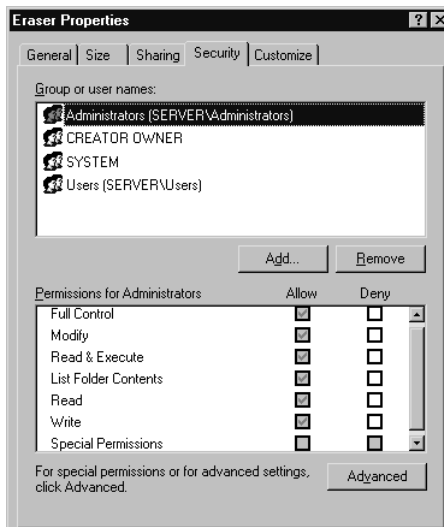 Eraser Properties
General Size Sharing Security Customize
Group or user names:
Administrators (SERVER\Administrators)
CREATOR OWNER
SYSTEM
Users (SERVER\Users)
Add... Remove
Permissions for Administrators Allow Deny
Full Control
Modify
Read & Execute
List Folder Contents
Read
Write
Special Permissions
For special permissions or for advanced settings,
click Advanced.
Advanced